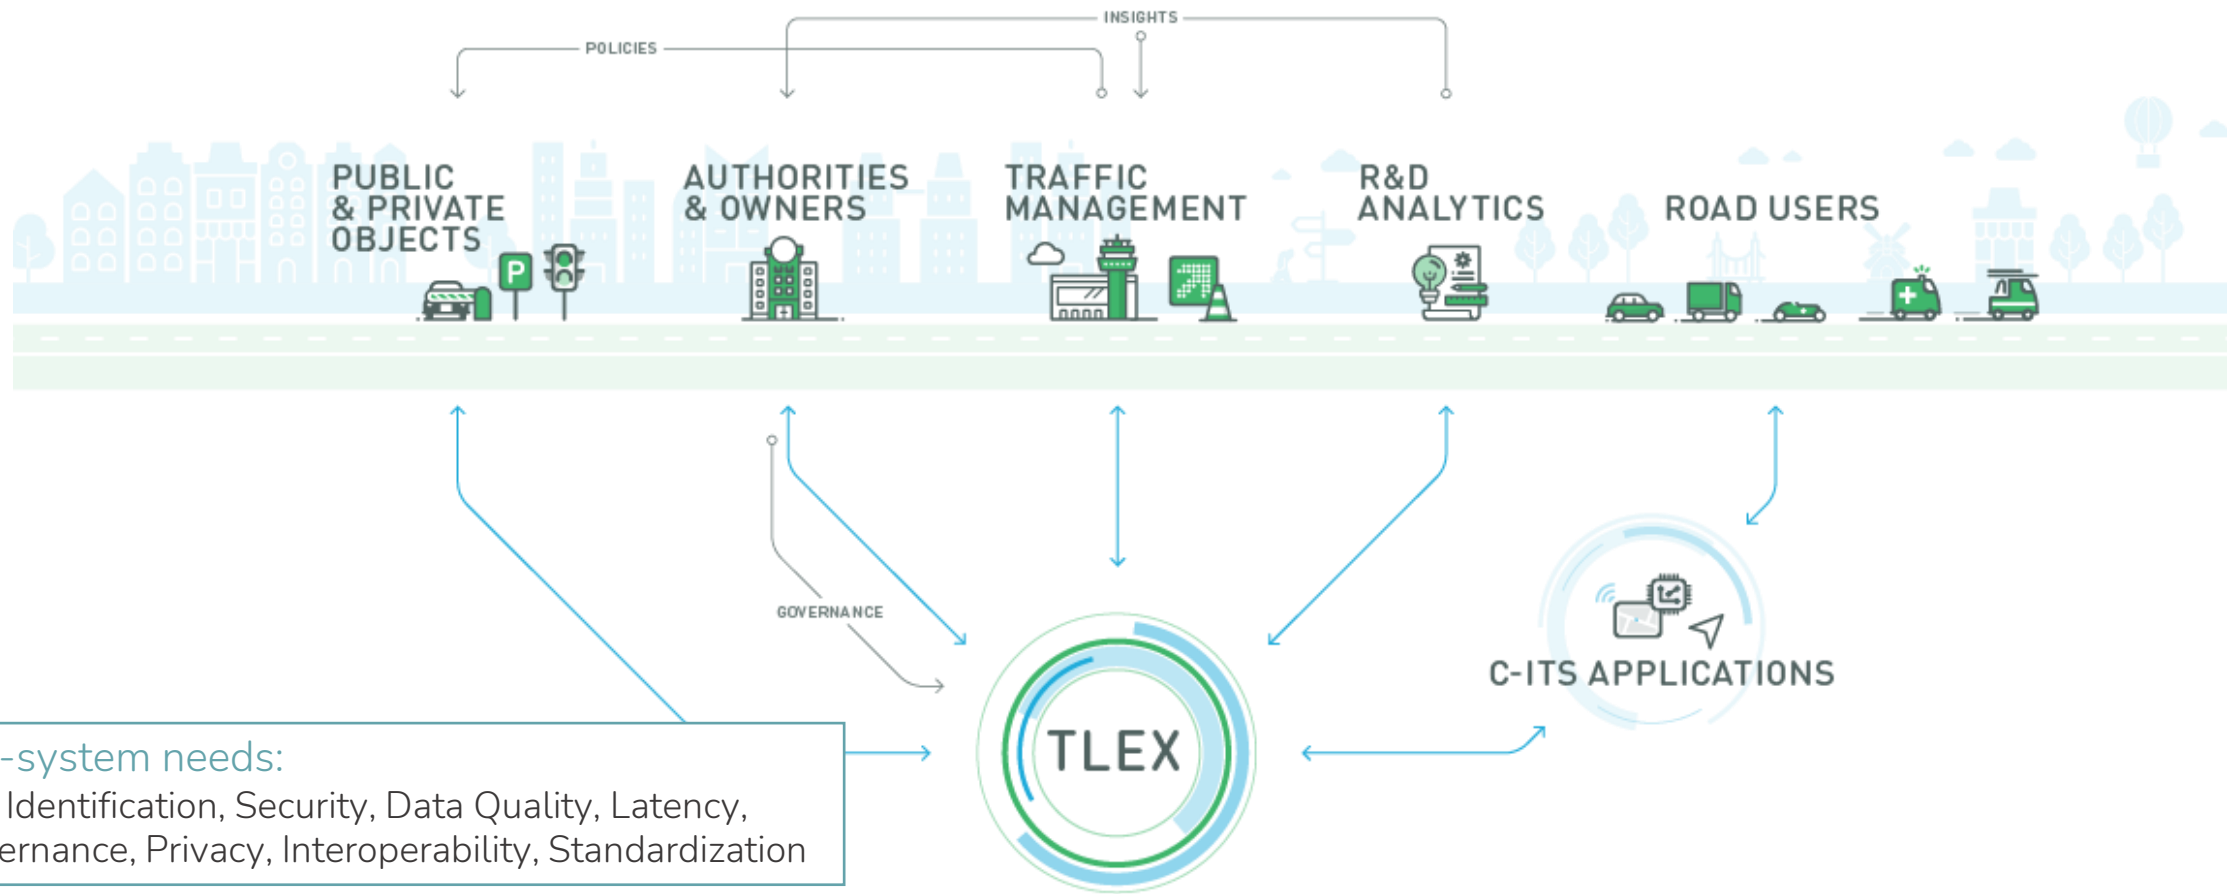 INSIGHTS
POLICIES
PUBLIC
& PRIVATE
OBJECTS
AUTHORITIES
& OWNERS
TRAFFIC
MANAGEMENT
R&D
ANALYTICS
ROAD USERS
P
GOVERNANCE
C-ITS APPLICATIONS
TLEX
-system needs:
Identification, Security, Data Quality, Latency,
ernance, Privacy, Interoperability, Standardization